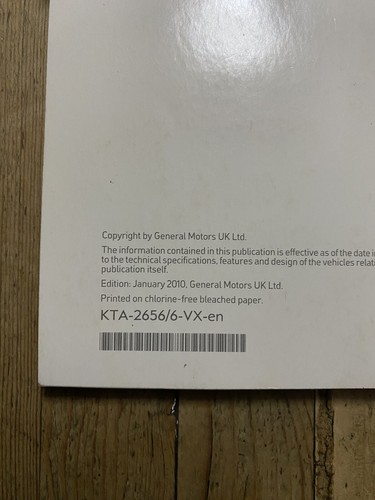 Copyright by General Motors UK Ltd.
The information contained in this publication is effective as of the date
to the technical specifications, features and design of the vehicles
publication itself.
Edition: January 2010, General Motors UK Ltd.
Printed on chlorine-free bleached paper.
KTA-2656/6-VX-en